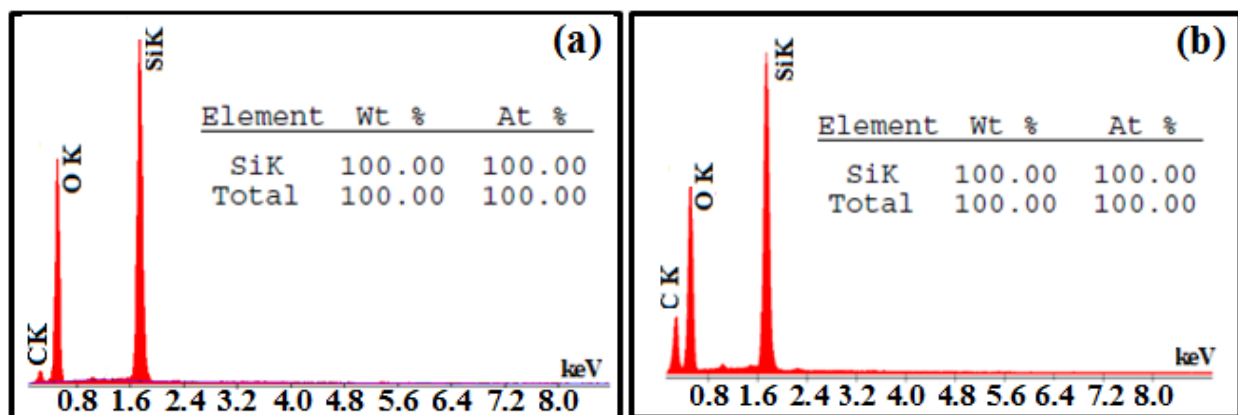 (a)
SiK
O K
CK
Element Wt % At %
SiK 100.00 100.00
Total 100.00 100.00
keV
0.8 1.6 2.4 3.2 4.0 4.8 5.6 6.4 7.2 8.0
(b)
SiK
O K
C K
Element Wt % At %
SiK 100.00 100.00
Total 100.00 100.00
keV
0.8 1.6 2.4 3.2 4.0 4.8 5.6 6.4 7.2 8.0